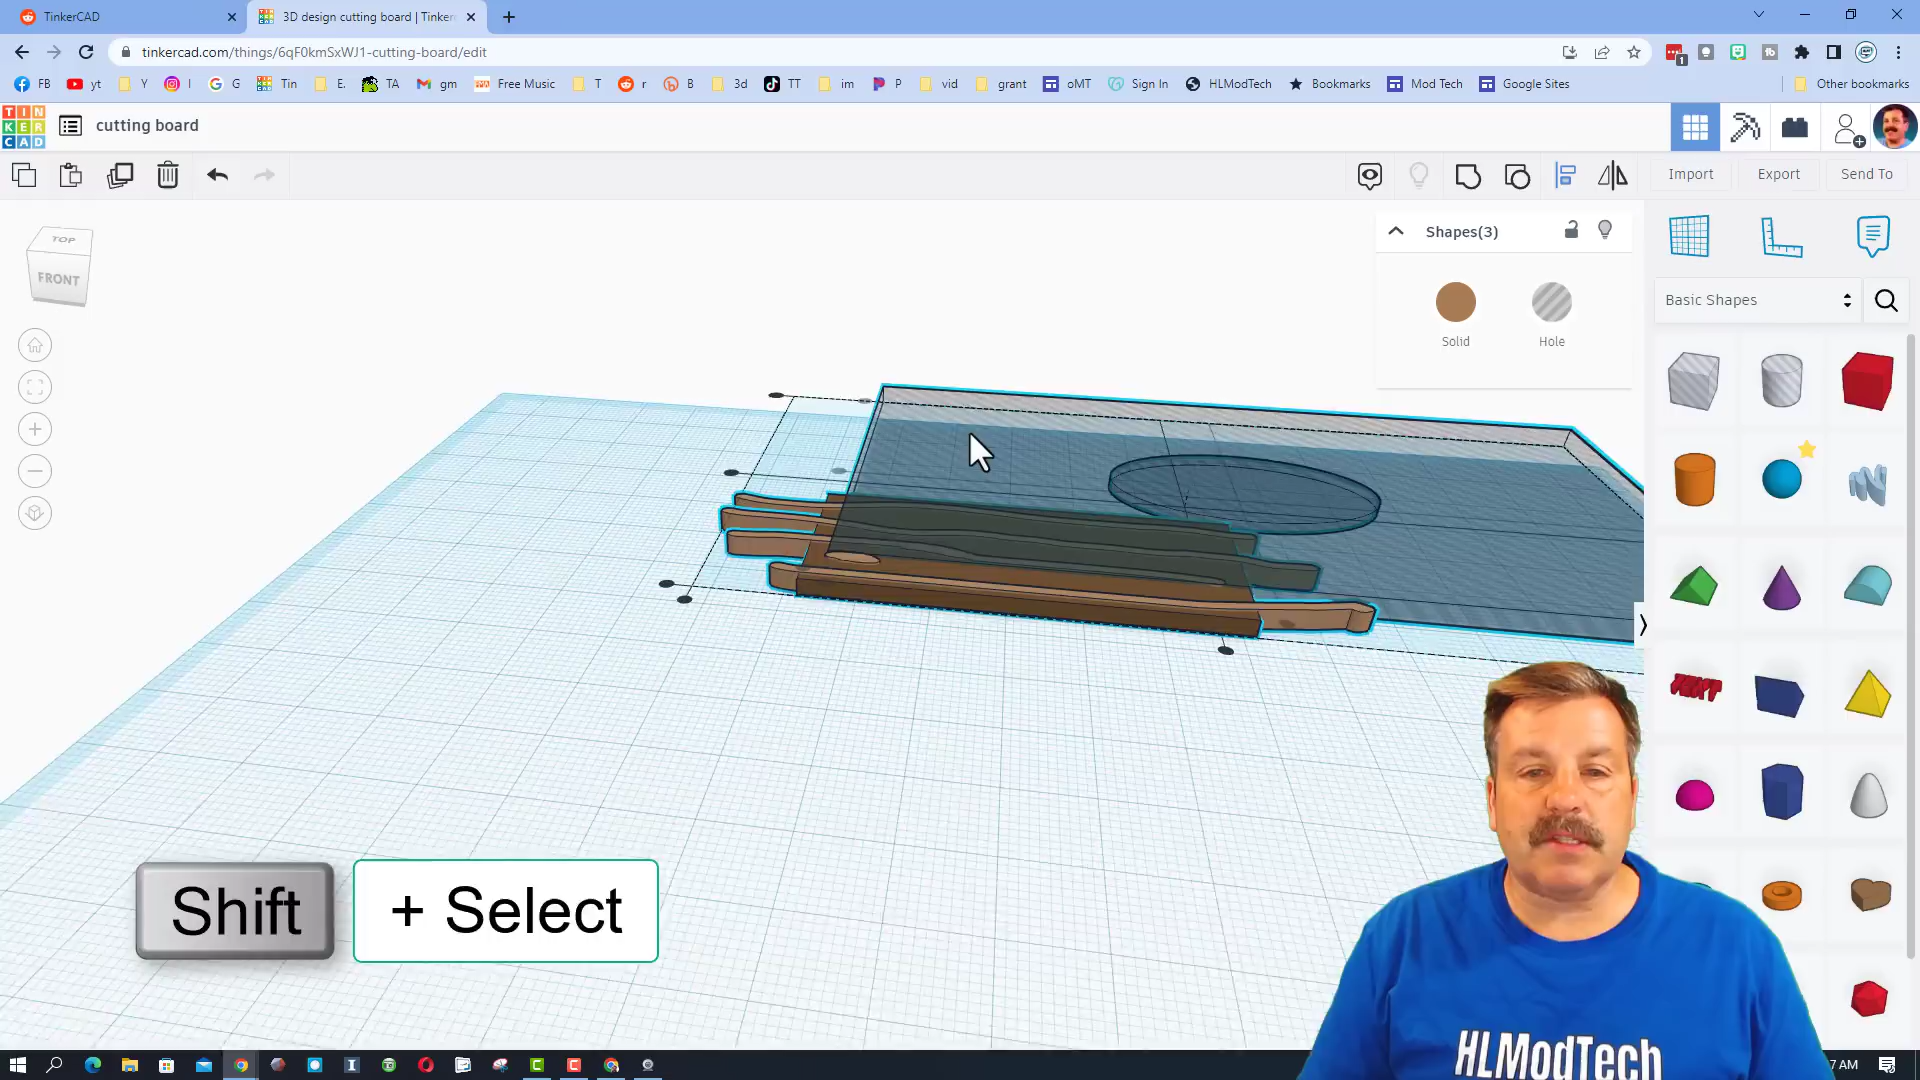 TinkerCAD
3D design cutting board | Tinker
tinkercad.com/things/6qF0kmSxWJ1-cutting-board/edit
1
FB
yt
Y
I
G
Tin
E.
TA
gm
Free Music
T
r
B
3d
TT
im
P
vid
grant
oMT
Sign In
HLModTech
Bookmarks
Mod Tech
Google Sites
Other bookmarks
TIN
KER
CAD
cutting board
Import
Export
Send To
TOP
FRONT
Shapes(3)
Solid
Hole
Basic Shapes
TEXT
Shift
+ Select
HLModTech
7 AM